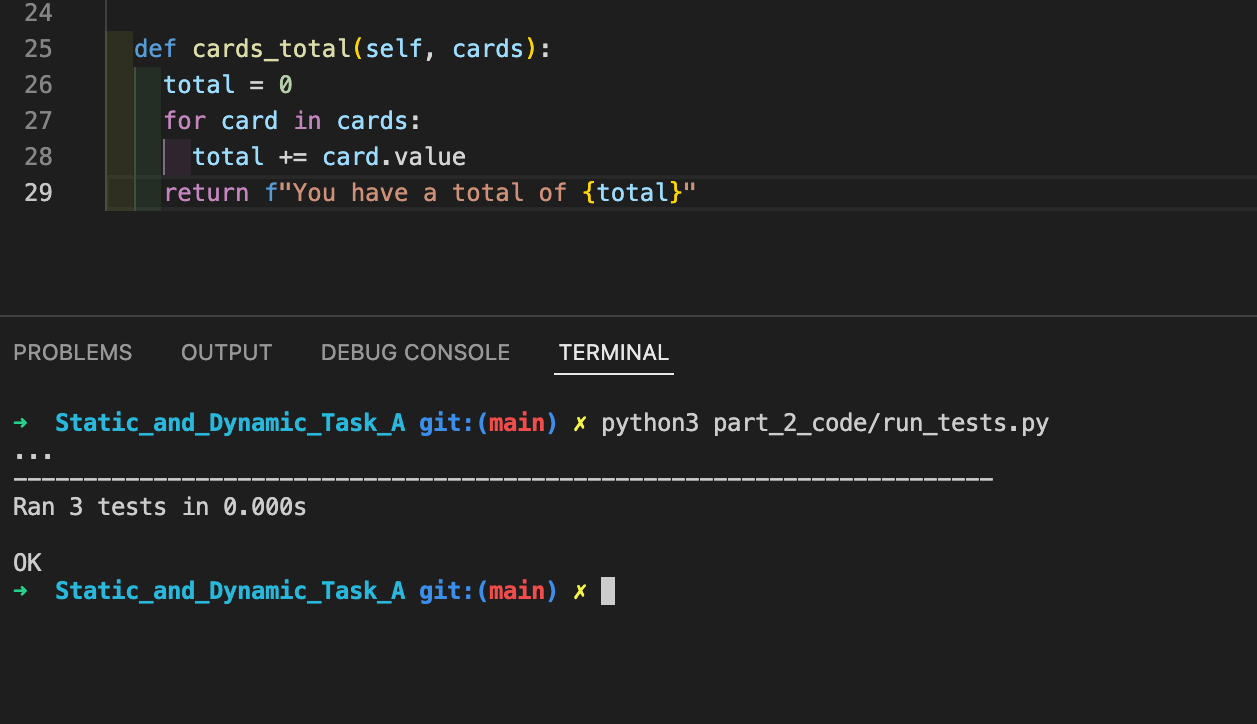 24
25 def cards_total(self, cards):
26 total = 0
27 for card in cards:
28 total += card.value
29 return f"You have a total of {total}"
PROBLEMS OUTPUT DEBUG CONSOLE TERMINAL
➜ Static_and_Dynamic_Task_A git:(main) ✗ python3 part_2_code/run_tests.py
...
----------------------------------------------------------------------
Ran 3 tests in 0.000s
OK
➜ Static_and_Dynamic_Task_A git:(main) ✗